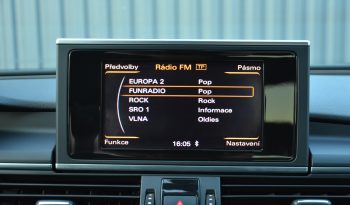 Předvolby Rádio FM TP Pásmo
EUROPA 2 Pop
FUNRADIO Pop
ROCK Rock
SRO 1 Informace
VLNA Oldies
Funkce 16:05 Nastavení